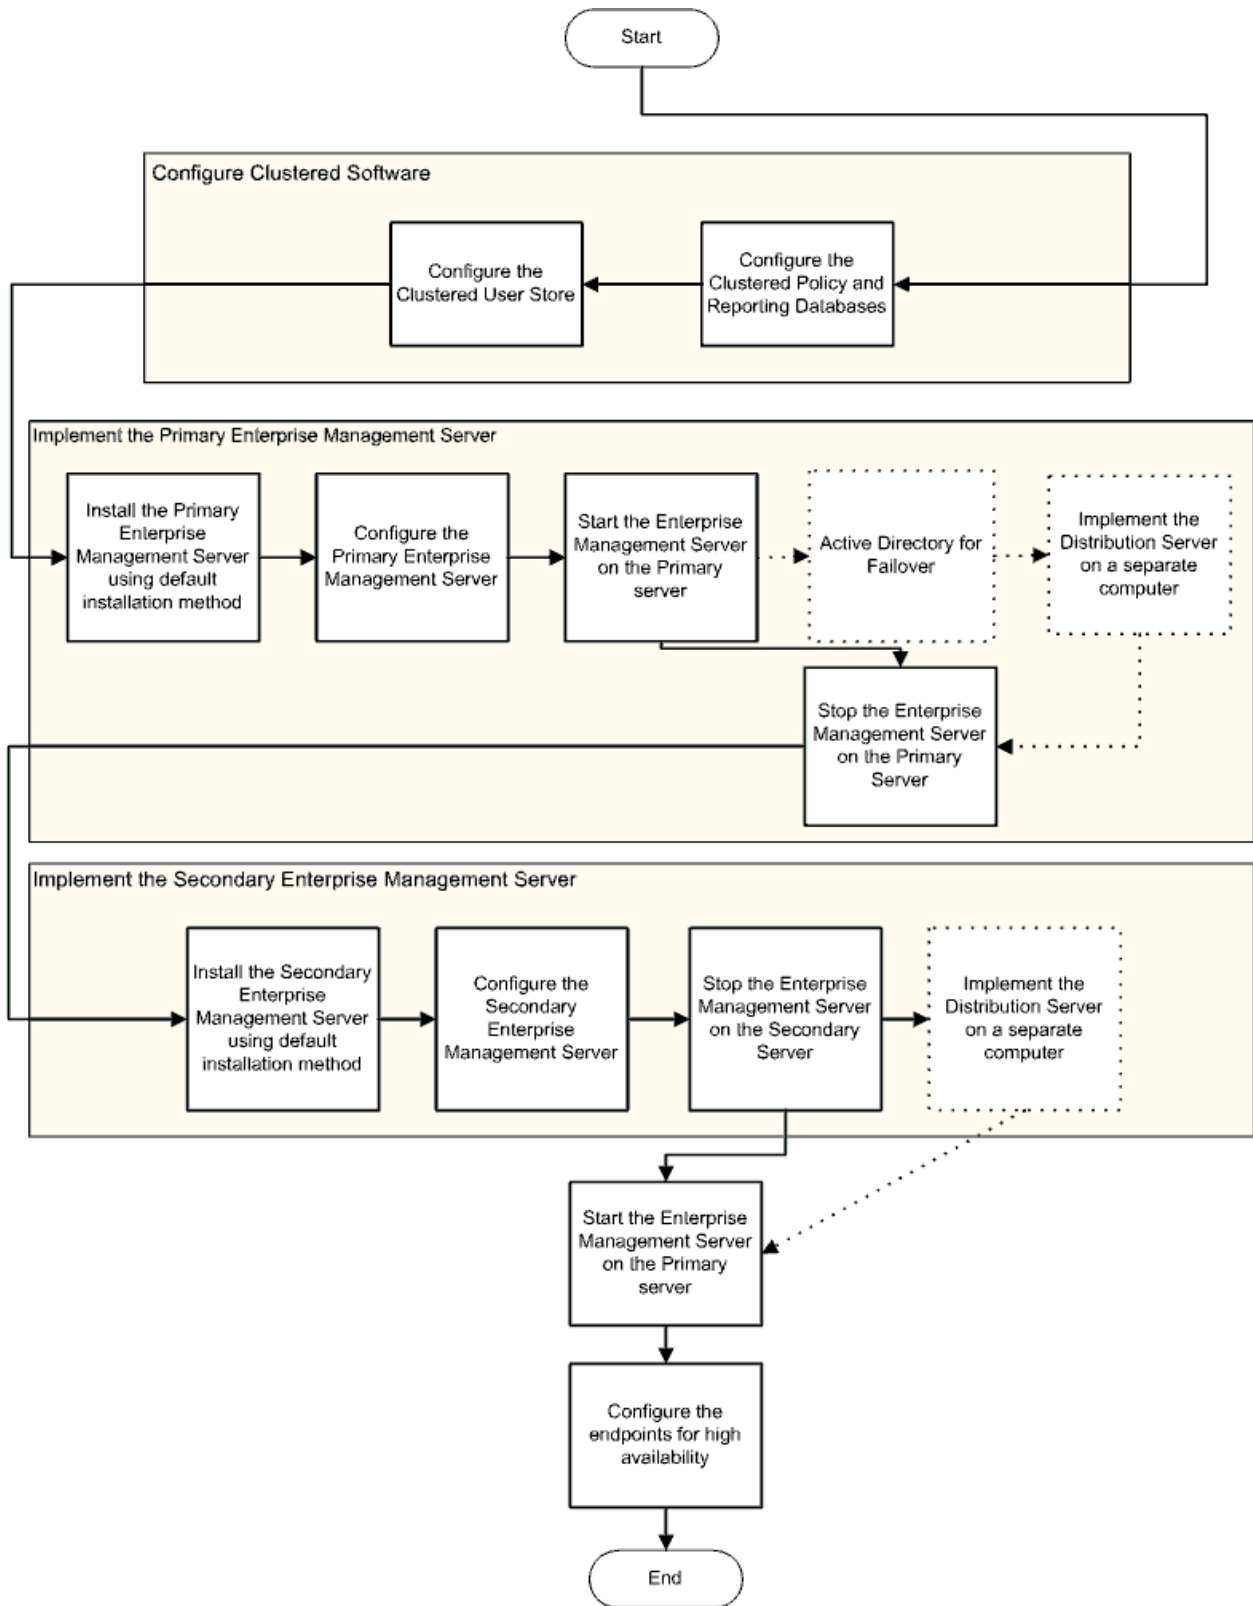 Start
Configure Clustered Software
Configure the
Clustered User Store
Configure the
Clustered Policy and
Reporting Databases
Implement the Primary Enterprise Management Server
Install the Primary
Enterprise
Management Server
using default
installation method
Configure the
Primary Enterprise
Management Server
Start the Enterprise
Management Server
on the Primary
server
Active Directory for
Failover
Implement the
Distribution Server
on a separate
computer
Stop the Enterprise
Management Server
on the Primary
Server
Implement the Secondary Enterprise Management Server
Install the Secondary
Enterprise
Management Server
using default
installation method
Configure the
Secondary
Enterprise
Management Server
Stop the Enterprise
Management Server
on the Secondary
Server
Implement the
Distribution Server
on a separate
computer
Start the Enterprise
Management Server
on the Primary
server
Configure the
endpoints for high
availability
End